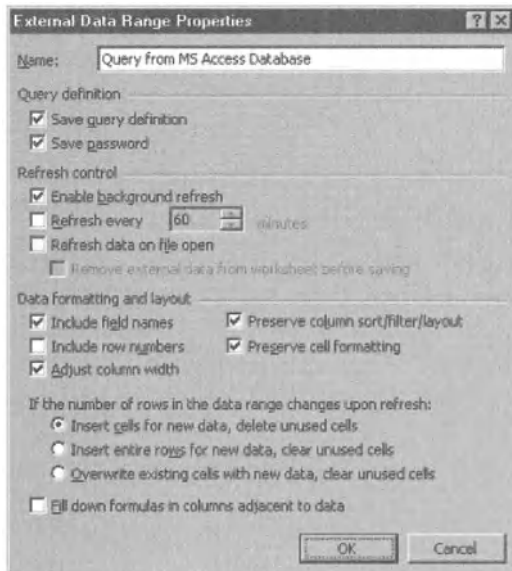 External Data Range Properties
Name: Query from MS Access Database
Query definition
Save query definition
Save password
Refresh control
Enable background refresh
Refresh every 60 minutes
Refresh data on file open
Remove external data from worksheet before saving
Data formatting and layout
Include field names Preserve column sort/filter/layout
Include row numbers Preserve cell formatting
Adjust column width
If the number of rows in the data range changes upon refresh:
Insert cells for new data, delete unused cells
Insert entire rows for new data, clear unused cells
Overwrite existing cells with new data, clear unused cells
Fill down formulas in columns adjacent to data
OK Cancel